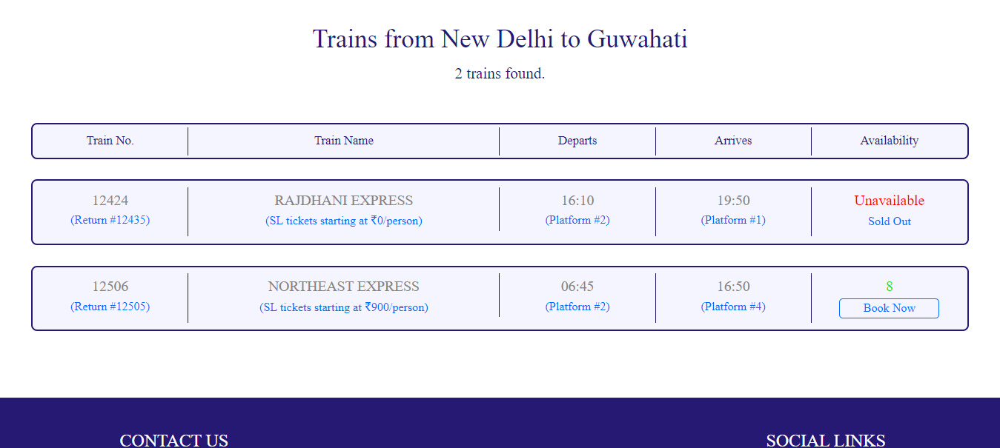 Trains from New Delhi to Guwahati
2 trains found.
Train No. Train Name Departs Arrives Availability
12424 RAJDHANI EXPRESS 16:10 19:50 Unavailable
(Return #12435) (SL tickets starting at ₹0/person) (Platform #2) (Platform #1) Sold Out
12506 NORTHEAST EXPRESS 06:45 16:50 8
(Return #12505) (SL tickets starting at ₹900/person) (Platform #2) (Platform #4) Book Now
CONTACT US SOCIAL LINKS